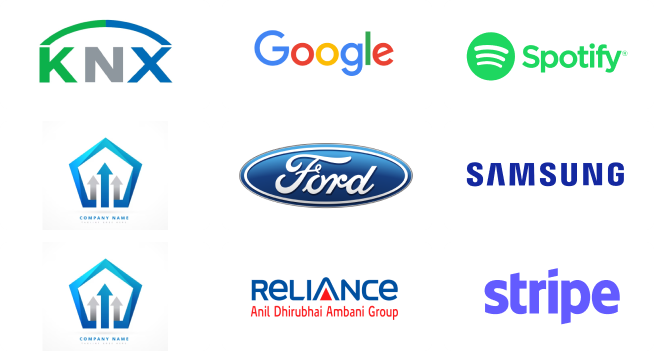 KNX
Google
Spotify®
COMPANY NAME
Ford
SAMSUNG
COMPANY NAME
RELIANCE
Anil Dhirubhai Ambani Group
stripe